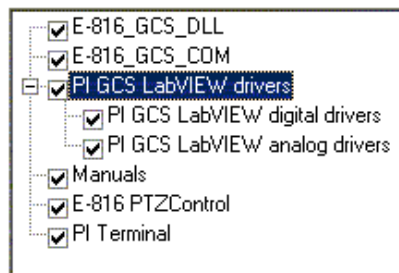 E-816_GCS_DLL
E-816_GCS_COM
PI GCS LabVIEW drivers
PI GCS LabVIEW digital drivers
PI GCS LabVIEW analog drivers
Manuals
E-816 PTZControl
PI Terminal